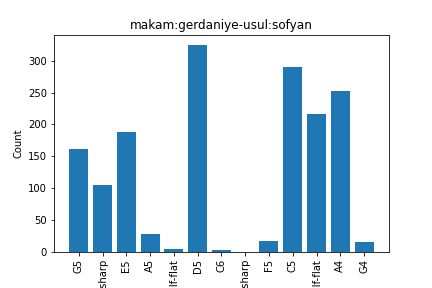 makam:gerdaniye-usul:sofyan
Count
300
250
200
150
100
50
0
G5
sharp
E5
A5
lf-flat
D5
C6
sharp
F5
C5
lf-flat
A4
G4